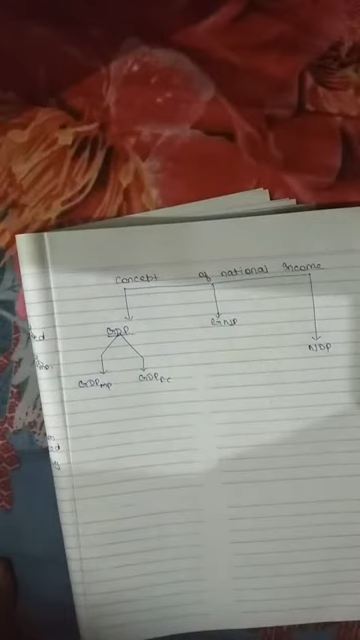 Concept of national Income
GDP
GNP
NDP
GDPMP
GDPFC